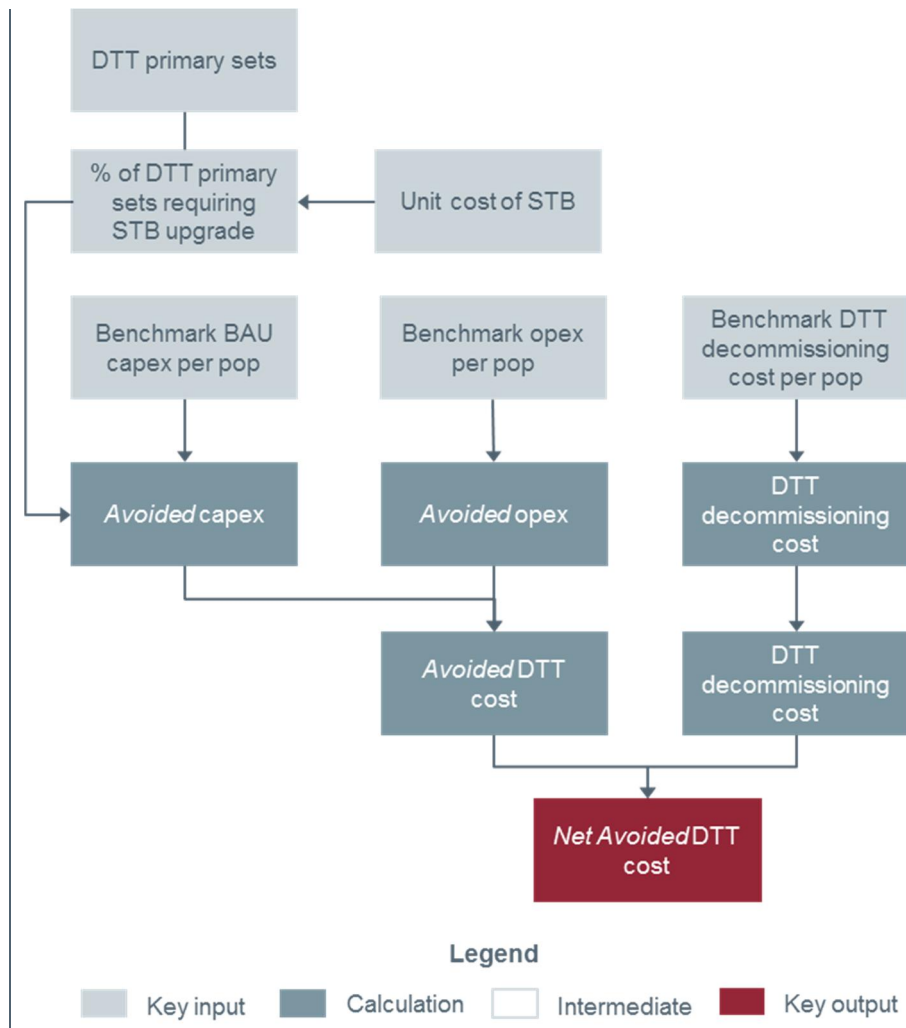 DTT primary sets
% of DTT primary
sets requiring
STB upgrade
Unit cost of STB
Benchmark BAU
capex per pop
Benchmark opex
per pop
Benchmark DTT
decommissioning
cost per pop
Avoided capex
Avoided opex
DTT
decommissioning
cost
Avoided DTT
cost
DTT
decommissioning
cost
Net Avoided DTT
cost
Legend
Key input
Calculation
Intermediate
Key output